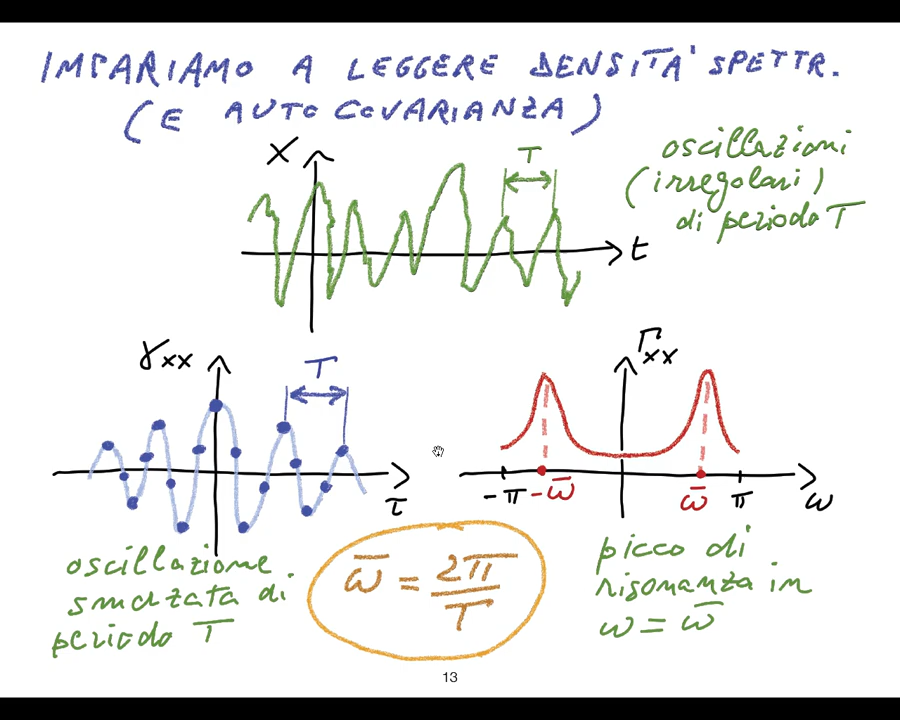 IMPARIAMO A LEGGERE DENSITA' SPETTR.
(E AUTOCOVARIANZA)
X
T
t
oscillazioni
(irregolari)
di periodo T
γxx
T
τ
Γxx
-π -ω̅ ω̅ π ω
oscillazione
smorzata di
periodo T
ω̅ = 2π/T
picco di
risonanza in
ω = ω̅
13